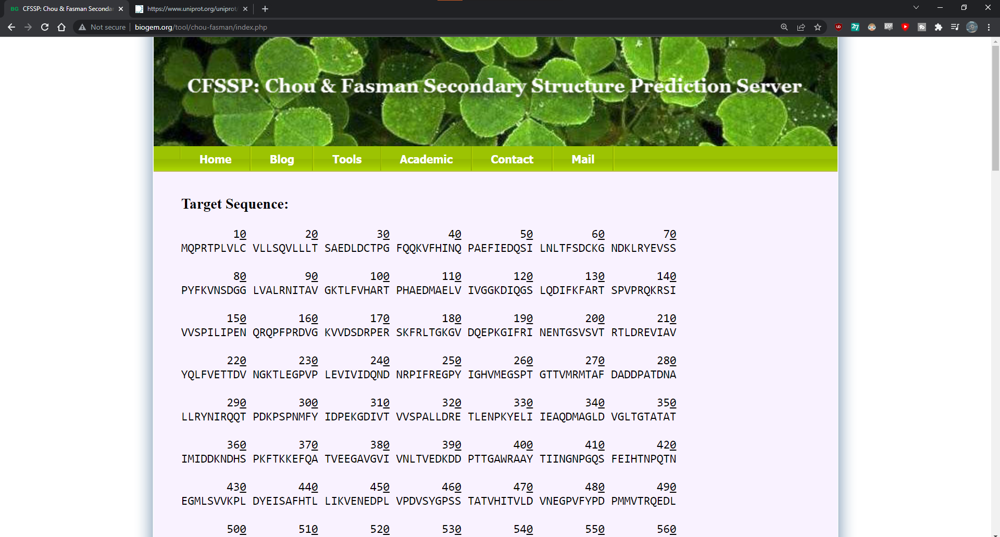 BG CFSSP: Chou & Fasman Seconda
https://www.uniprot.org/uniprot/
Not secure biogem.org/tool/chou-fasman/index.php
CFSSP: Chou & Fasman Secondary Structure Prediction Server
Home Blog Tools Academic Contact Mail
Target Sequence:
10 20 30 40 50 60 70
MQPRTPLVLC VLLSQVLLLT SAEDLDCTPG FQQKVFHINQ PAEFIEDQSI LNLTFSDCKG NDKLRYEVSS
80 90 100 110 120 130 140
PYFKVNSDGG LVALRNITAV GKTLFVHART PHAEDMAELV IVGGKDIQGS LQDIFKFART SPVPRQKRSI
150 160 170 180 190 200 210
VVSPILIPEN QRQPFPRDVG KVVDSDRPER SKFRLTGKGV DQEPKGIFRI NENTGSVSVT RTLDREVIAV
220 230 240 250 260 270 280
YQLFVETTDV NGKTLEGPVP LEVIVIDQND NRPIFREGPY IGHVMEGSPT GTTVMRMTAF DADDPATDNA
290 300 310 320 330 340 350
LLRYNIRQQT PDKPSPNMFY IDPEKGDIVT VVSPALLDRE TLENPKYELI IEAQDMAGLD VGLTGTATAT
360 370 380 390 400 410 420
IMIDDKNDHS PKFTKKEFQA TVEEGAVGVI VNLTVEDKDD PTTGAWRAAY TIINGNPGQS FEIHTNPQTN
430 440 450 460 470 480 490
EGMLSVVKPL DYEISAFHTL LIKVENEDPL VPDVSYGPSS TATVHITVLD VNEGPVFYPD PMMVTRQEDL
500 510 520 530 540 550 560